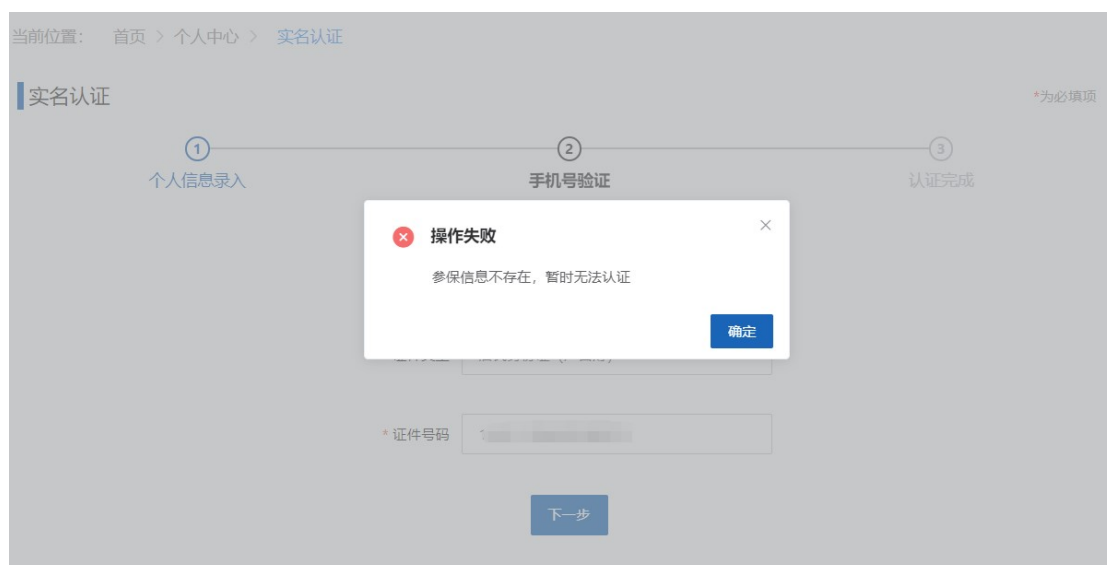 当前位置： 首页 > 个人中心 > 实名认证
实名认证
*为必填项
1
2
3
个人信息录入
手机号验证
认证完成
操作失败
参保信息不存在，暂时无法认证
确定
* 证件号码
下一步